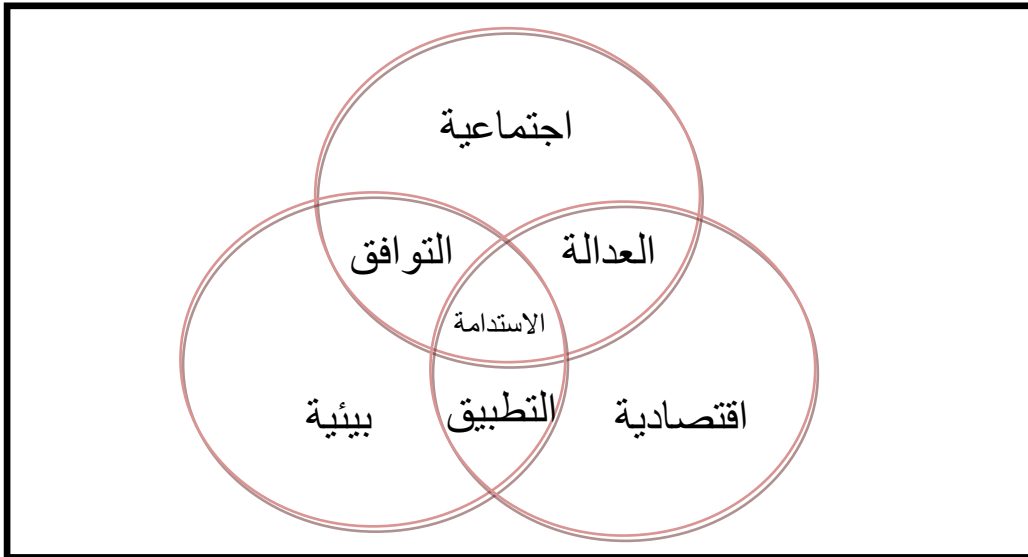 اجتماعية
العدالة
التوافق
الاستدامة
اقتصادية
التطبيق
بيئية